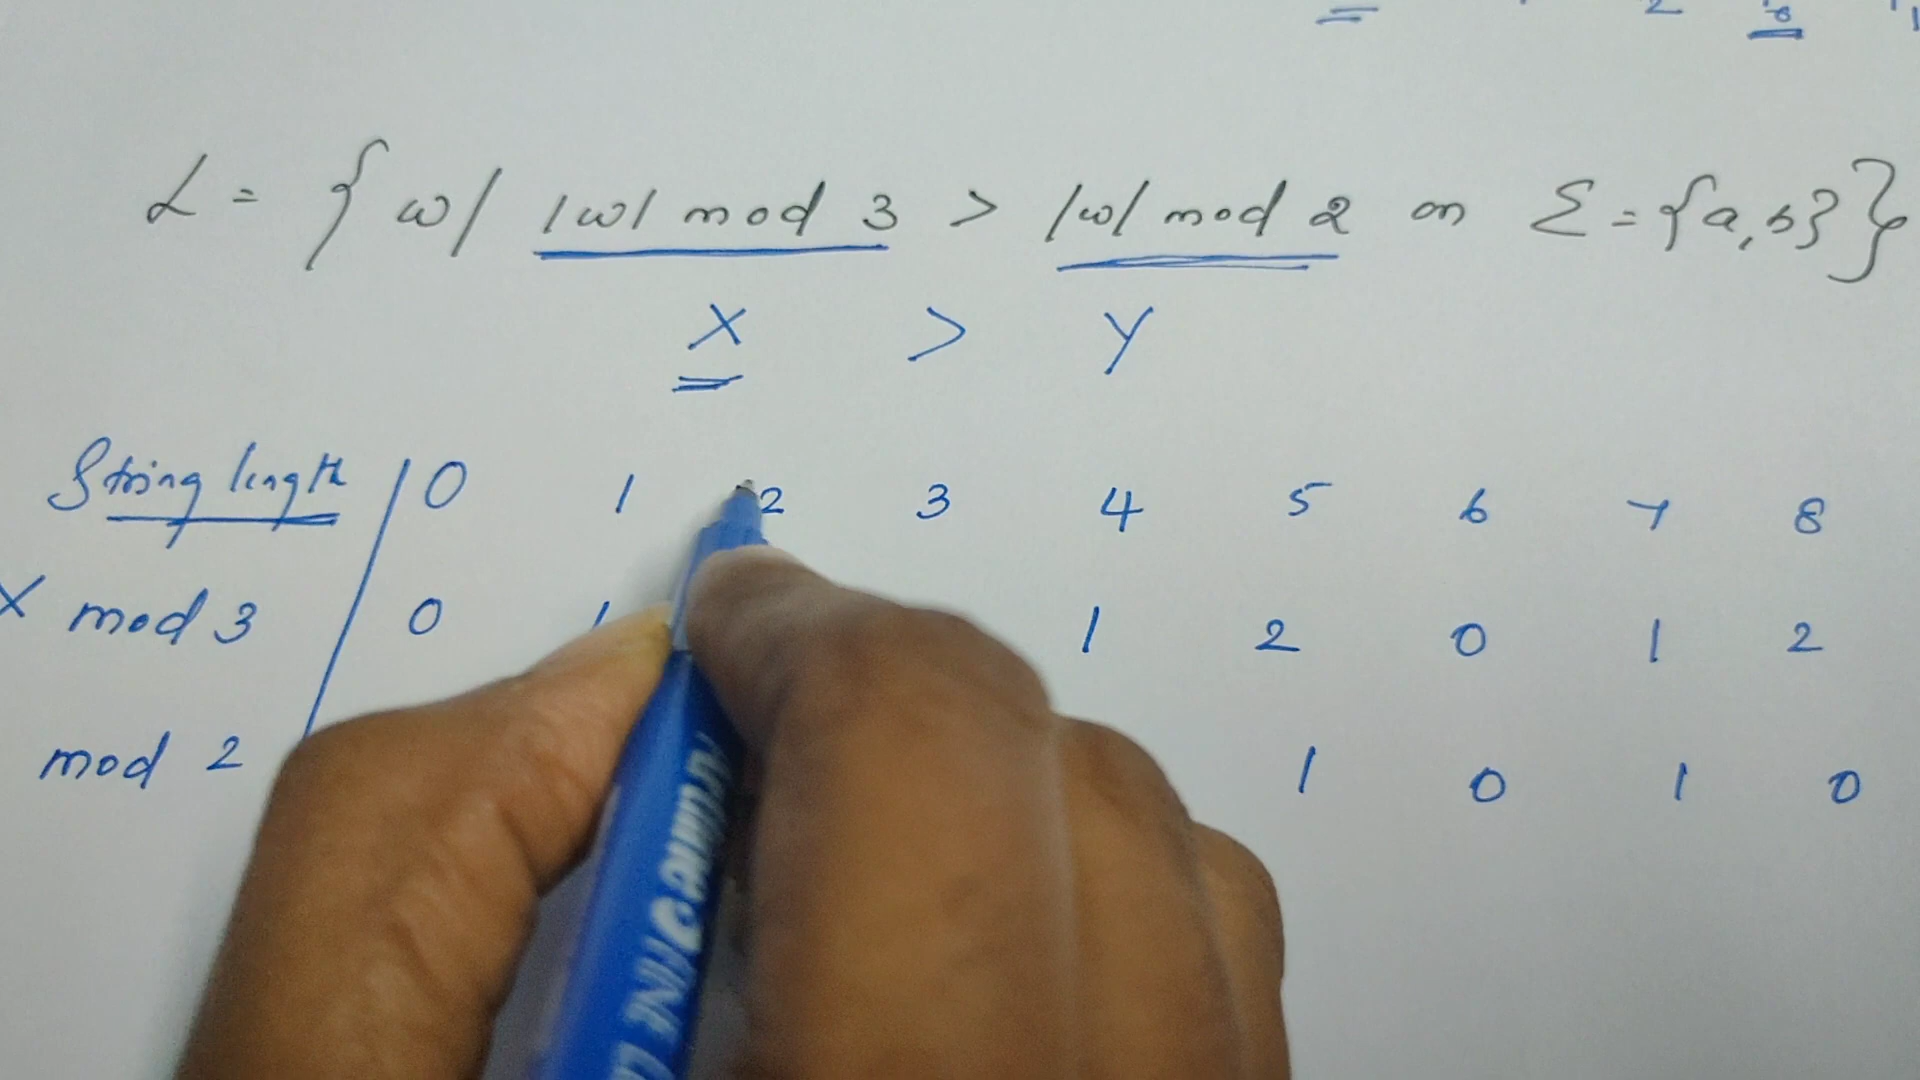 L = { w / |w| mod 3 > |w| mod 2 on Σ = {a,b}}
X > Y
String length 0 1 2 3 4 5 6 7 8
X mod 3 0 1 1 2 0 1 2
mod 2 1 0 1 0